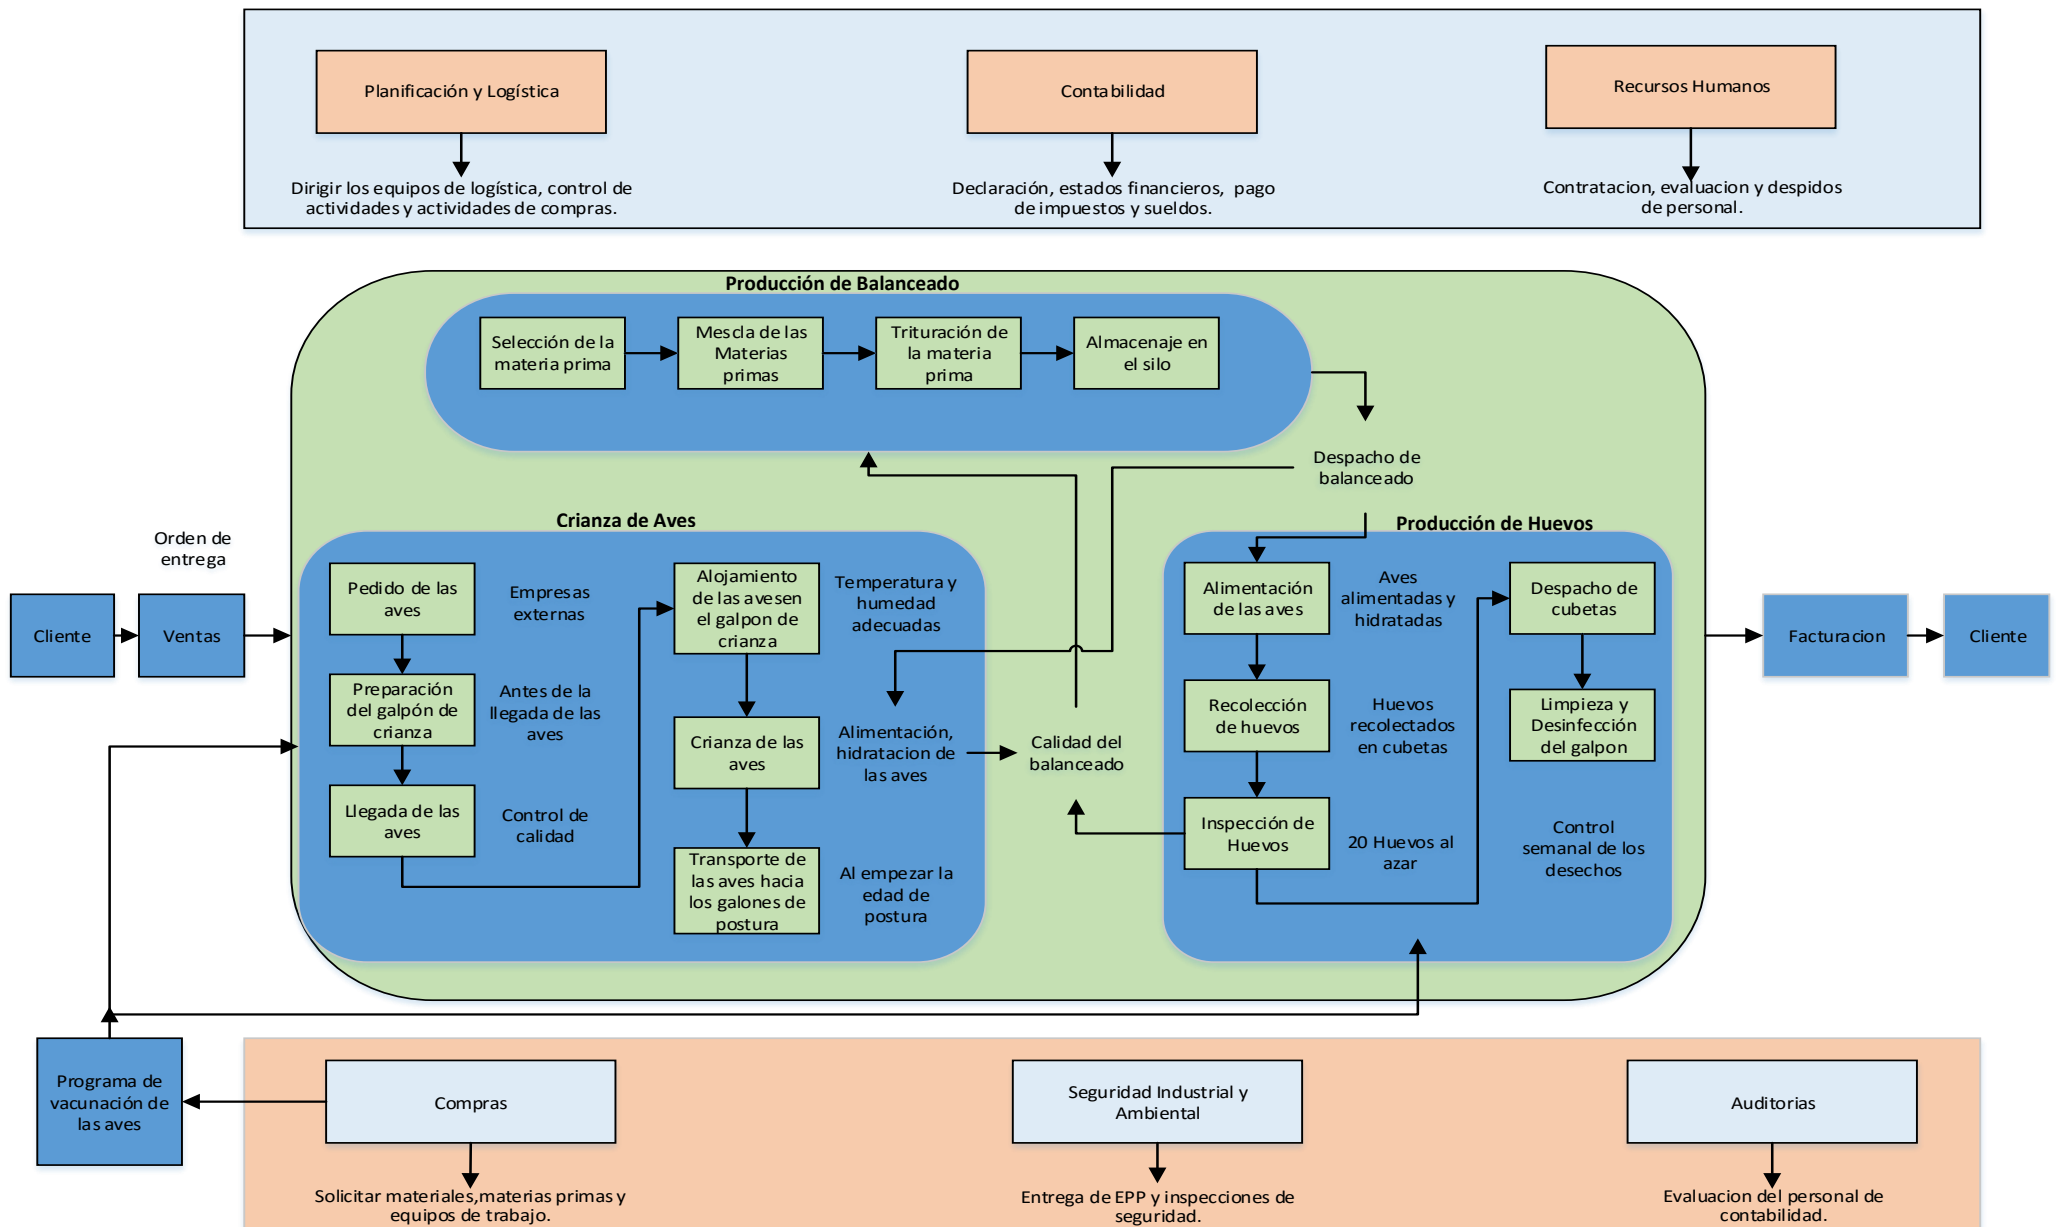 Planificación y Logística
Dirigir los equipos de logística, control de
actividades y actividades de compras.
Contabilidad
Declaración, estados financieros,  pago
de impuestos y sueldos.
Recursos Humanos
Contratacion, evaluacion y despidos
de personal.
Producción de Balanceado
Selección de la
materia prima
Mescla de las
Materias
primas
Trituración de
la materia
prima
Almacenaje en
el silo
Despacho de
balanceado
Orden de
entrega
Cliente
Ventas
Crianza de Aves
Pedido de las
aves
Empresas
externas
Preparación
del galpón de
crianza
Antes de la
llegada de las
aves
Llegada de las
aves
Control de
calidad
Alojamiento
de las avesen
el galpon de
crianza
Temperatura y
humedad
adecuadas
Crianza de las
aves
Alimentación,
hidratacion de
las aves
Transporte de
las aves hacia
los galones de
postura
Al empezar la
edad de
postura
Calidad del
balanceado
Producción de Huevos
Alimentación
de las aves
Aves
alimentadas y
hidratadas
Recolección
de huevos
Huevos
recolectados
en cubetas
Inspección de
Huevos
20 Huevos al
azar
Despacho de
cubetas
Limpieza y
Desinfección
del galpon
Control
semanal de los
desechos
Facturacion
Cliente
Programa de
vacunación de
las aves
Compras
Solicitar materiales,materias primas y
equipos de trabajo.
Seguridad Industrial y
Ambiental
Entrega de EPP y inspecciones de
seguridad.
Auditorias
Evaluacion del personal de
contabilidad.